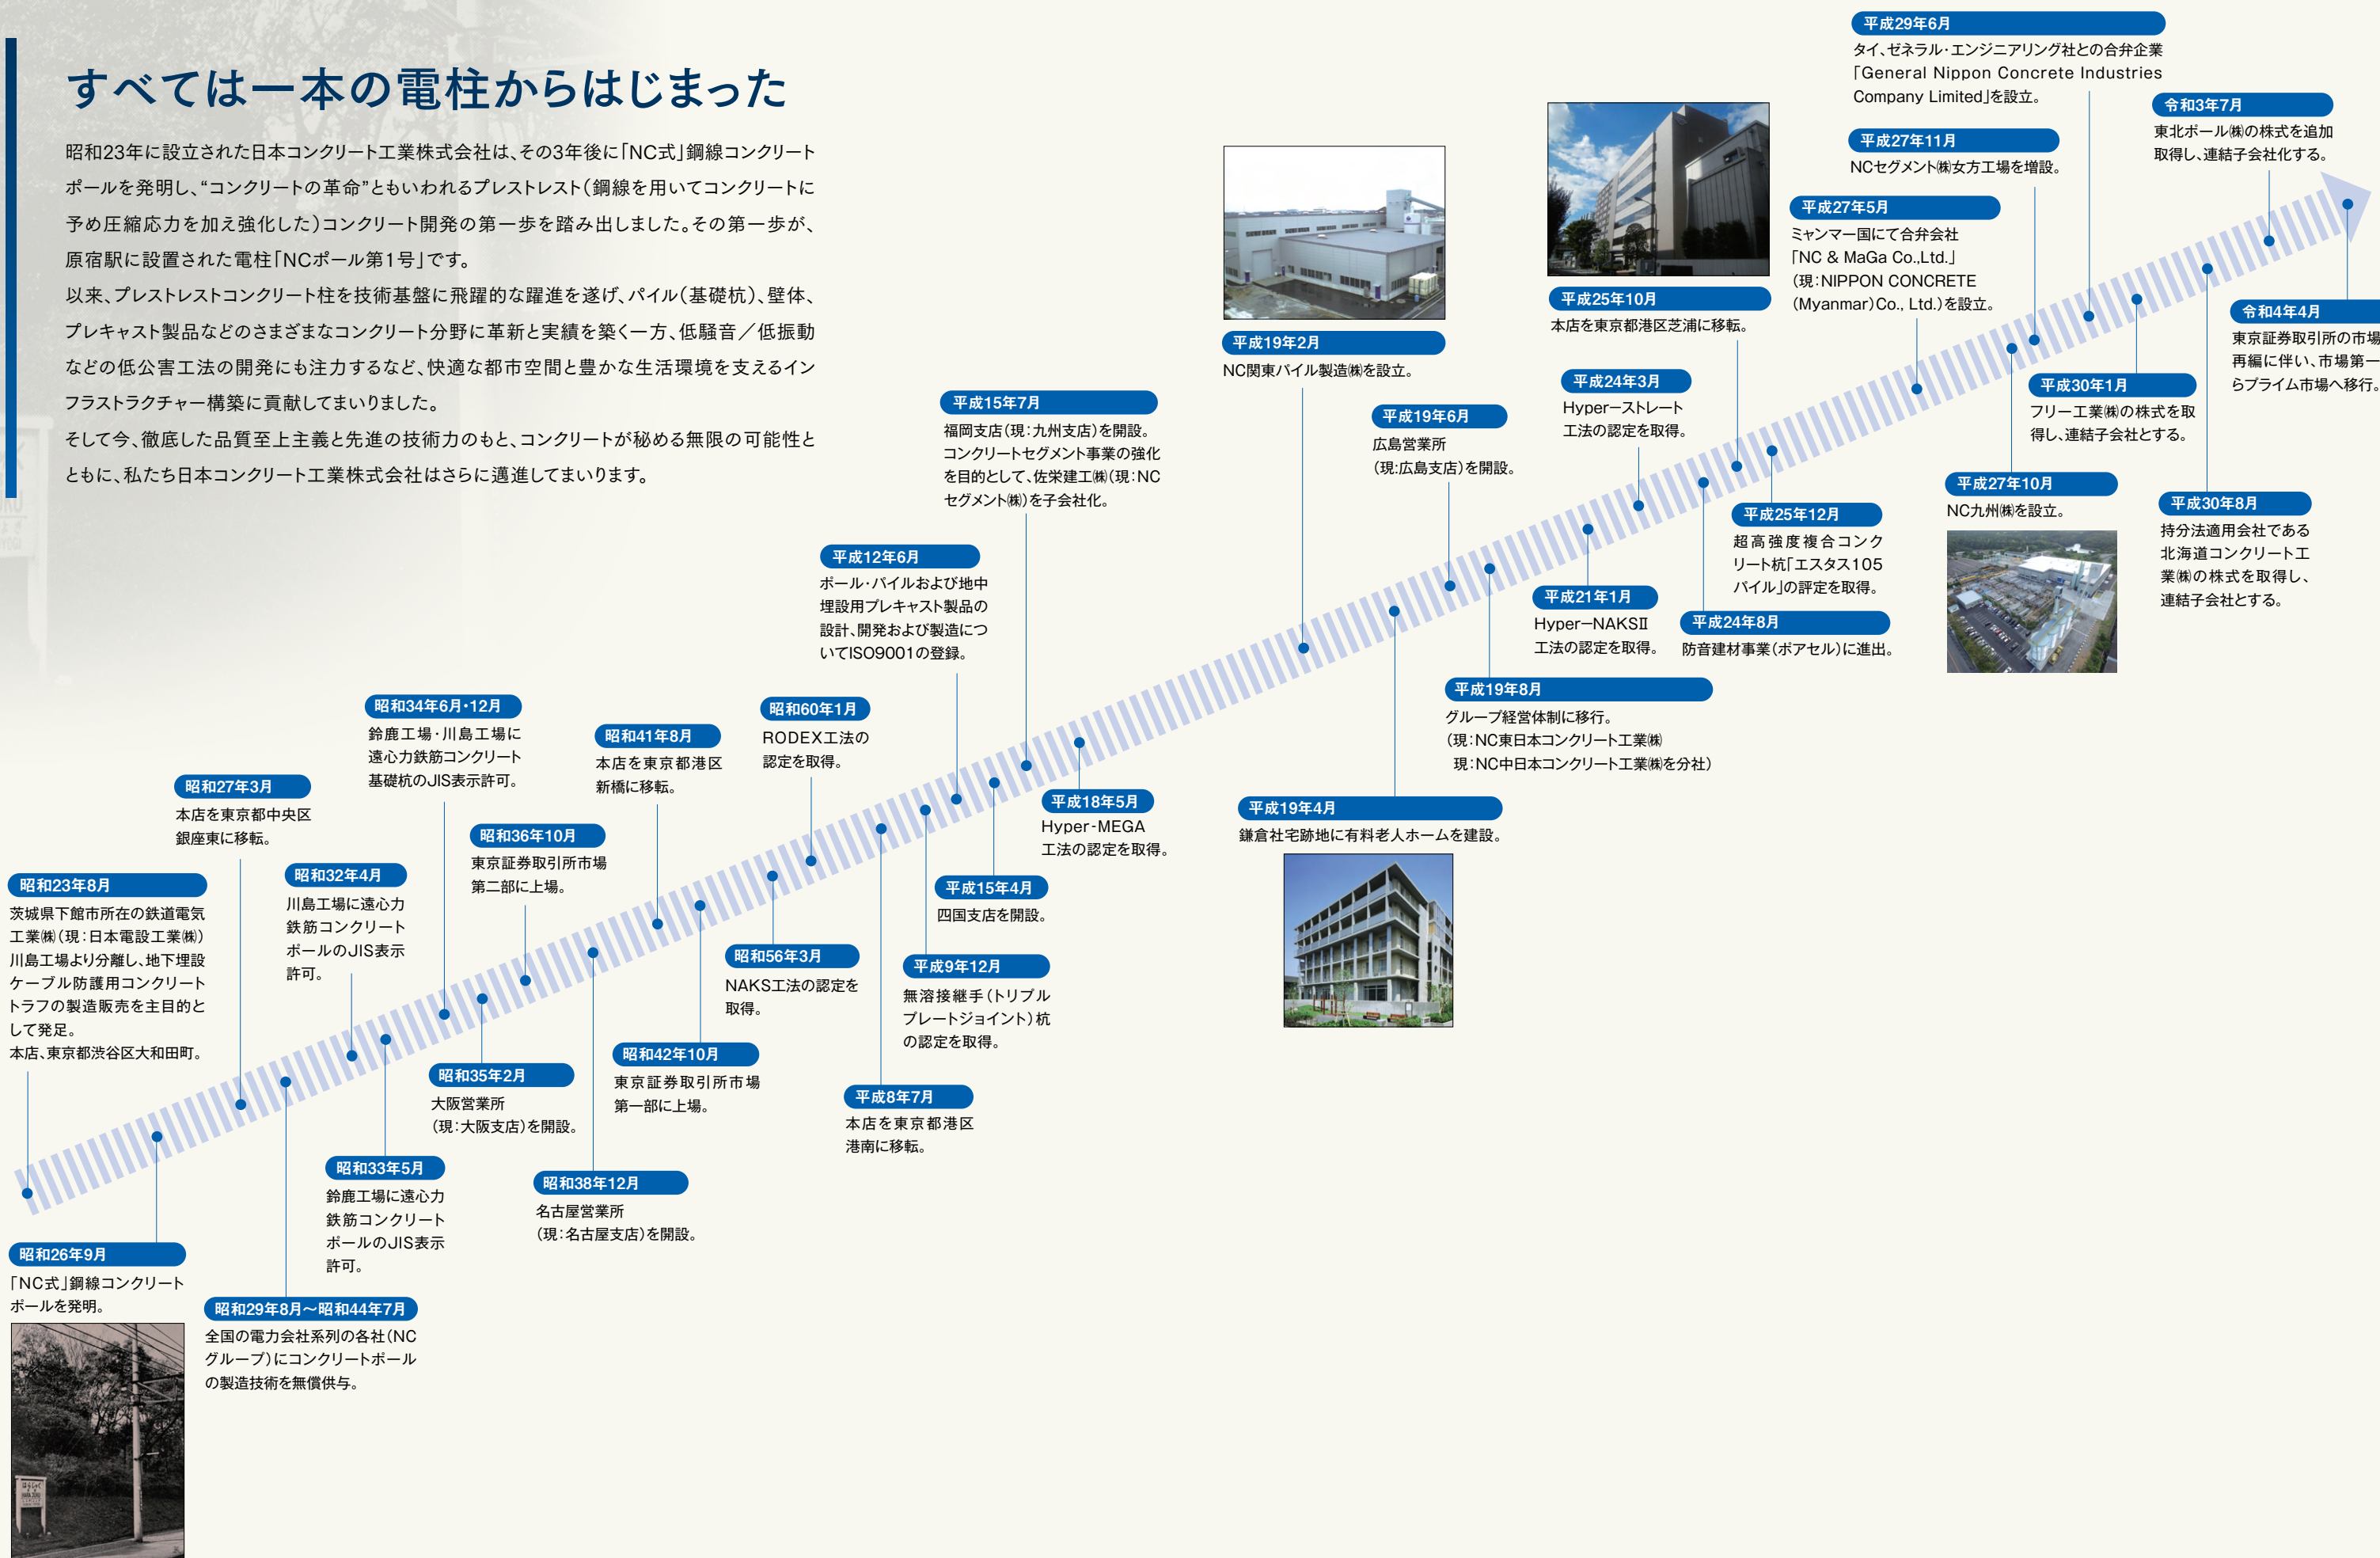 すべては一本の電柱からはじまった
昭和23年に設立された日本コンクリート工業株式会社は、その3年後に「NC式」鋼線コンクリート
ポールを発明し、“コンクリートの革命”ともいわれるプレストレスト（鋼線を用いてコンクリートに
予め圧縮応力を加え強化した）コンクリート開発の第一歩を踏み出しました。その第一歩が、
原宿駅に設置された電柱「NCポール第1号」です。
以来、プレストレストコンクリート柱を技術基盤に飛躍的な躍進を遂げ、パイル（基礎杭）、壁体、
プレキャスト製品などのさまざまなコンクリート分野に革新と実績を築く一方、低騒音／低振動
などの低公害工法の開発にも注力するなど、快適な都市空間と豊かな生活環境を支えるイン
フラストラクチャー構築に貢献してまいりました。
そして今、徹底した品質至上主義と先進の技術力のもと、コンクリートが秘める無限の可能性と
ともに、私たち日本コンクリート工業株式会社はさらに邁進してまいります。
昭和23年8月
茨城県下館市所在の鉄道電気
工業㈱（現：日本電設工業㈱）
川島工場より分離し、地下埋設
ケーブル防護用コンクリート
トラフの製造販売を主目的と
して発足。
本店、東京都渋谷区大和田町。
昭和26年9月
「NC式」鋼線コンクリート
ポールを発明。
昭和27年3月
本店を東京都中央区
銀座東に移転。
昭和29年8月〜昭和44年7月
全国の電力会社系列の各社（NC
グループ）にコンクリートポール
の製造技術を無償供与。
昭和32年4月
川島工場に遠心力
鉄筋コンクリート
ポールのJIS表示
許可。
昭和33年5月
鈴鹿工場に遠心力
鉄筋コンクリート
ポールのJIS表示
許可。
昭和34年6月・12月
鈴鹿工場・川島工場に
遠心力鉄筋コンクリート
基礎杭のJIS表示許可。
昭和35年2月
大阪営業所
（現：大阪支店）を開設。
昭和36年10月
東京証券取引所市場
第二部に上場。
昭和38年12月
名古屋営業所
（現：名古屋支店）を開設。
昭和41年8月
本店を東京都港区
新橋に移転。
昭和42年10月
東京証券取引所市場
第一部に上場。
昭和56年3月
NAKS工法の認定を
取得。
昭和60年1月
RODEX工法の
認定を取得。
平成8年7月
本店を東京都港区
港南に移転。
平成9年12月
無溶接継手（トリプル
プレートジョイント）杭
の認定を取得。
平成12年6月
ポール・パイルおよび地中
埋設用プレキャスト製品の
設計、開発および製造につ
いてISO9001の登録。
平成15年4月
四国支店を開設。
平成15年7月
福岡支店（現：九州支店）を開設。
コンクリートセグメント事業の強化
を目的として、佐栄建工㈱（現：NC
セグメント㈱）を子会社化。
平成18年5月
Hyper-MEGA
工法の認定を取得。
平成19年2月
NC関東パイル製造㈱を設立。
平成19年4月
鎌倉社宅跡地に有料老人ホームを建設。
平成19年6月
広島営業所
（現:広島支店）を開設。
平成19年8月
グループ経営体制に移行。
（現：NC東日本コンクリート工業㈱
現：NC中日本コンクリート工業㈱を分社）
平成21年1月
Hyper−NAKSⅡ
工法の認定を取得。
平成24年3月
Hyperーストレート
工法の認定を取得。
平成24年8月
防音建材事業（ポアセル）に進出。
平成25年10月
本店を東京都港区芝浦に移転。
平成25年12月
超高強度複合コンク
リート杭「エスタス105
パイル」の評定を取得。
平成27年5月
ミャンマー国にて合弁会社
「NC & MaGa Co.,Ltd.」
（現：NIPPON CONCRETE
（Myanmar）Co., Ltd.）を設立。
平成27年10月
NC九州㈱を設立。
平成27年11月
NCセグメント㈱女方工場を増設。
平成29年6月
タイ、ゼネラル・エンジニアリング社との合弁企業
「General Nippon Concrete Industries
Company Limited」を設立。
平成30年1月
フリー工業㈱の株式を取
得し、連結子会社とする。
平成30年8月
持分法適用会社である
北海道コンクリート工
業㈱の株式を取得し、
連結子会社とする。
令和3年7月
東北ポール㈱の株式を追加
取得し、連結子会社化する。
令和4年4月
東京証券取引所の市場
再編に伴い、市場第一
らプライム市場へ移行。